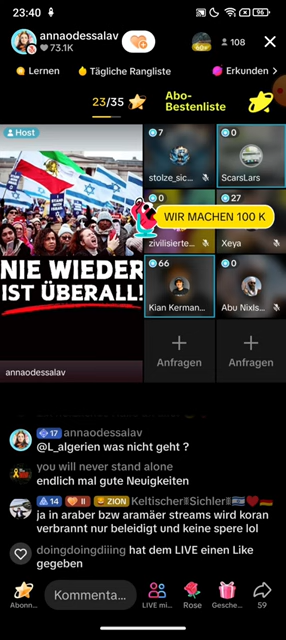 23:40
96
annaodessalav
73.1K
108
Lernen
Tägliche Rangliste
Erkunden >
23/35
Abo-
Bestenliste
Host
7
0
stolze_sic...
ScarsLars
0
27
WIR MACHEN 100 K
zivilisierte...
Xeya
66
0
Kian Kerman...
Abu Nixls...
NIE WIEDER
IST ÜBERALL!
annaodessalav
Anfragen
Anfragen
17 annaodessalav
@L_algerien was nicht geht ?
you will never stand alone
endlich mal gute Neuigkeiten
14 II ZION Keltischer Sichler
ja in araber bzw aramäer streams wird koran
verbrannt nur beleidigt und keine spere lol
doingdoingdiiing hat dem LIVE einen Like
gegeben
Abonn...
Kommenta...
LIVE mi...
Rose
Gesche...
59